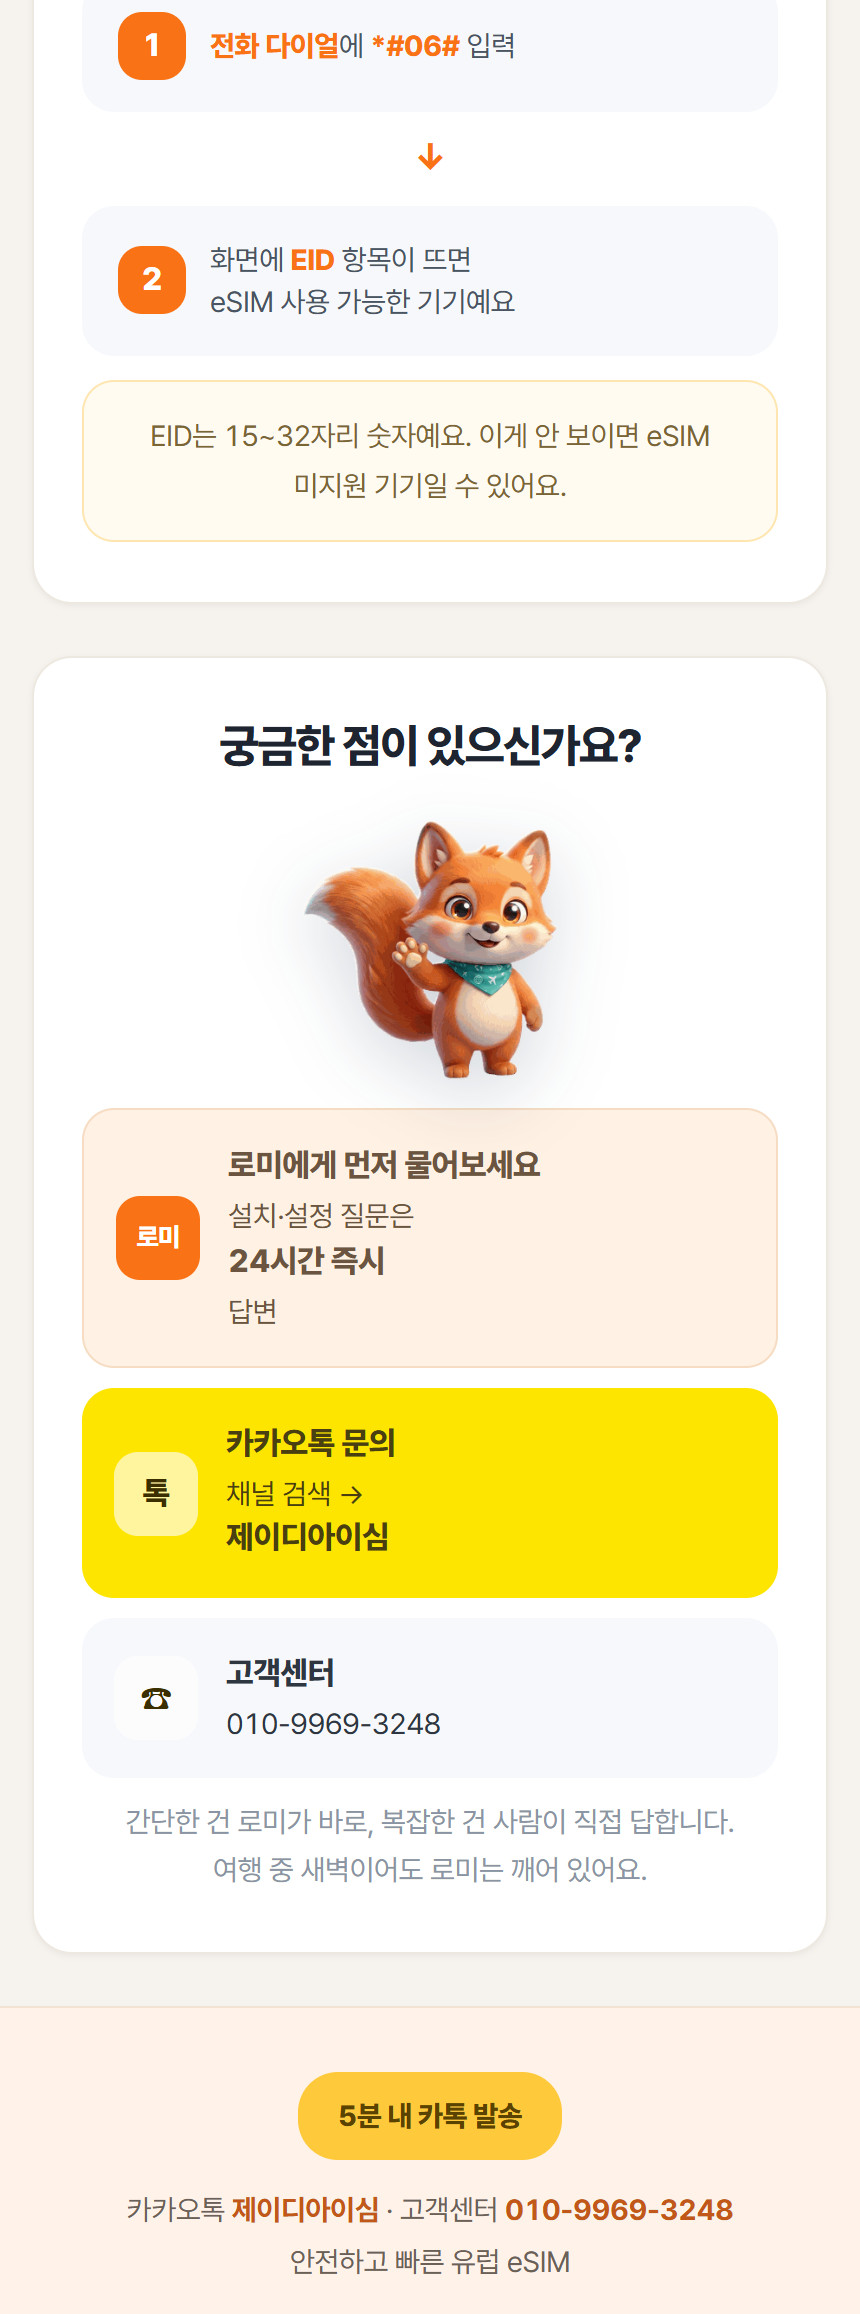 1
전화 다이얼에 *#06# 입력
↓
2
화면에 EID 항목이 뜨면
eSIM 사용 가능한 기기예요
EID는 15~32자리 숫자예요. 이게 안 보이면 eSIM
미지원 기기일 수 있어요.
궁금한 점이 있으신가요?
로미
로미에게 먼저 물어보세요
설치·설정 질문은
24시간 즉시
답변
톡
카카오톡 문의
채널 검색 →
제이디아이심
☎
고객센터
010-9969-3248
간단한 건 로미가 바로, 복잡한 건 사람이 직접 답합니다.
여행 중 새벽이어도 로미는 깨어 있어요.
5분 내 카톡 발송
카카오톡 제이디아이심 · 고객센터 010-9969-3248
안전하고 빠른 유럽 eSIM